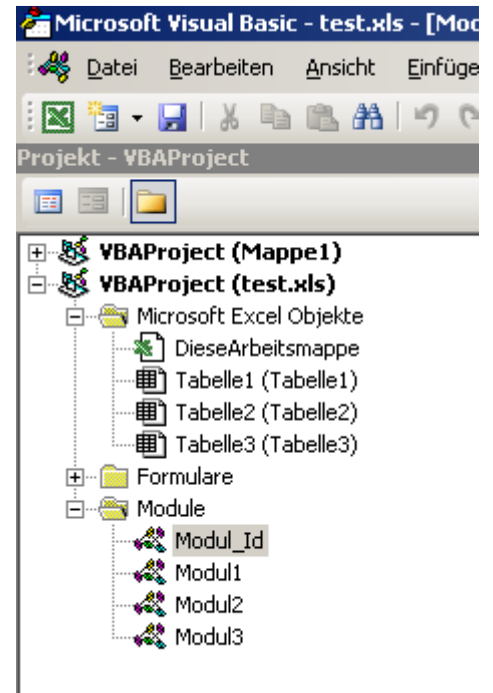 Microsoft Visual Basic - test.xls - [Mod
Datei Bearbeiten Ansicht Einfüge
Projekt - VBAProject
VBAProject (Mappe1)
VBAProject (test.xls)
Microsoft Excel Objekte
DieseArbeitsmappe
Tabelle1 (Tabelle1)
Tabelle2 (Tabelle2)
Tabelle3 (Tabelle3)
Formulare
Module
Modul_Id
Modul1
Modul2
Modul3